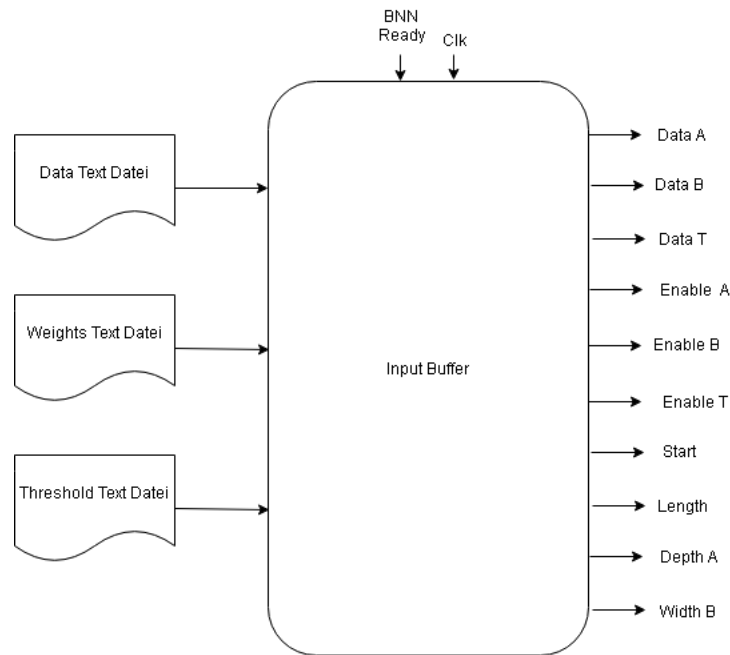 BNN
Ready
Clk
Data Text Datei
Weights Text Datei
Threshold Text Datei
Input Buffer
Data A
Data B
Data T
Enable A
Enable B
Enable T
Start
Length
Depth A
Width B